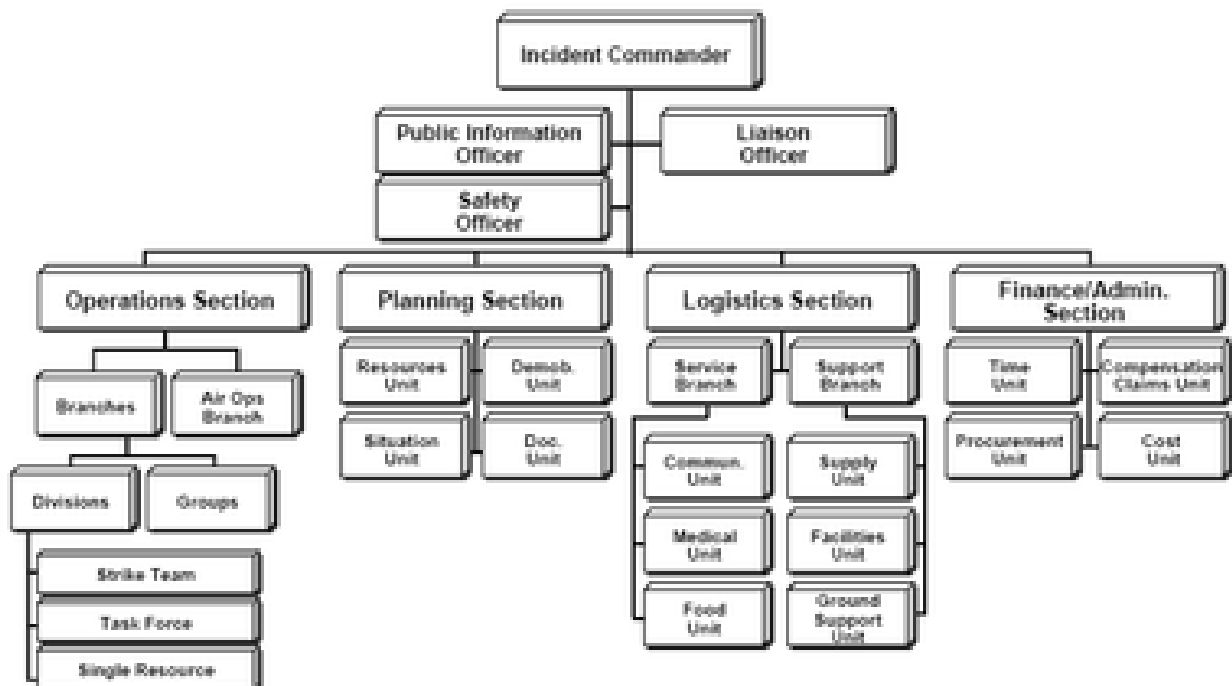 Incident Commander
Public Information
Officer
Liaison
Officer
Safety
Officer
Operations Section
Planning Section
Logistics Section
Finance/Admin.
Section
Branches
Air Ops
Branch
Resources
Unit
Demob.
Unit
Service
Branch
Support
Branch
Time
Unit
Compensation
Claims Unit
Situation
Unit
Doc.
Unit
Commun.
Unit
Supply
Unit
Procurement
Unit
Cost
Unit
Divisions
Groups
Medical
Unit
Facilities
Unit
Strike Team
Task Force
Single Resource
Food
Unit
Ground
Support
Unit